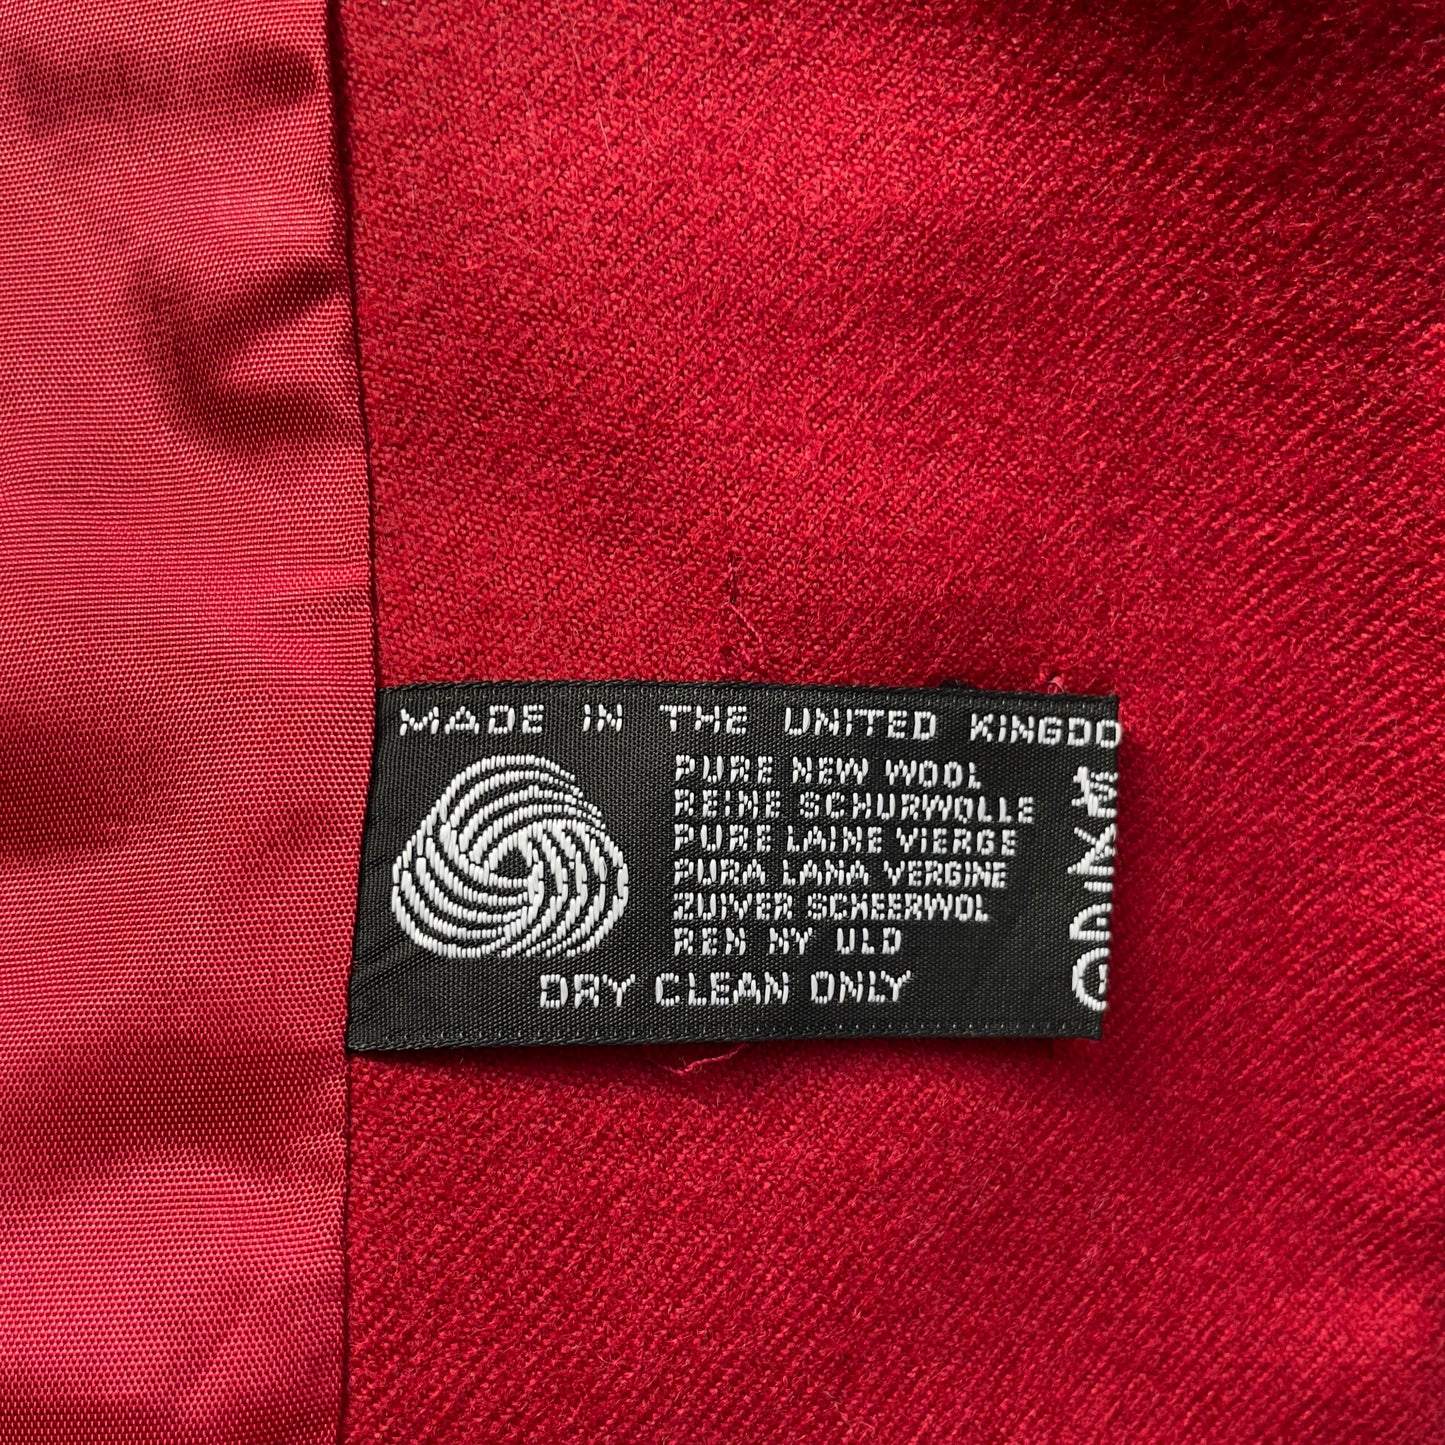 MADE IN THE UNITED KINGDO
PURE NEW WOOL
REINE SCHURWOLLE
PURE LAINE VIERGE
PURA LANA VERGINE
ZUIVER SCHEERWOL
REN NY ULD
DRY CLEAN ONLY